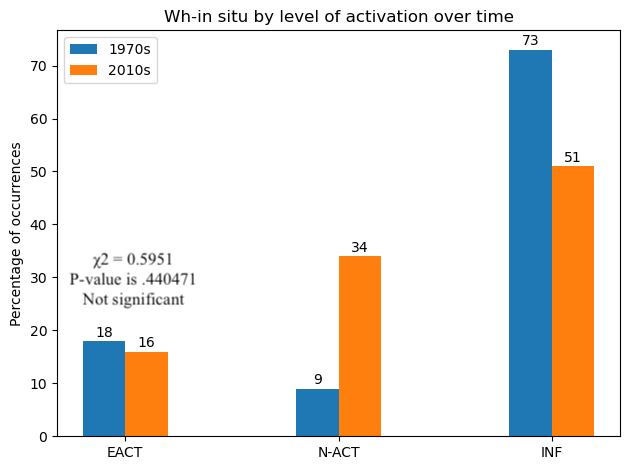 Wh-in situ by level of activation over time
1970s
2010s
Percentage of occurrences
70
60
50
40
30
20
10
0
73
51
34
9
18
16
χ2 = 0.5951
P-value is .440471
Not significant
EACT
N-ACT
INF